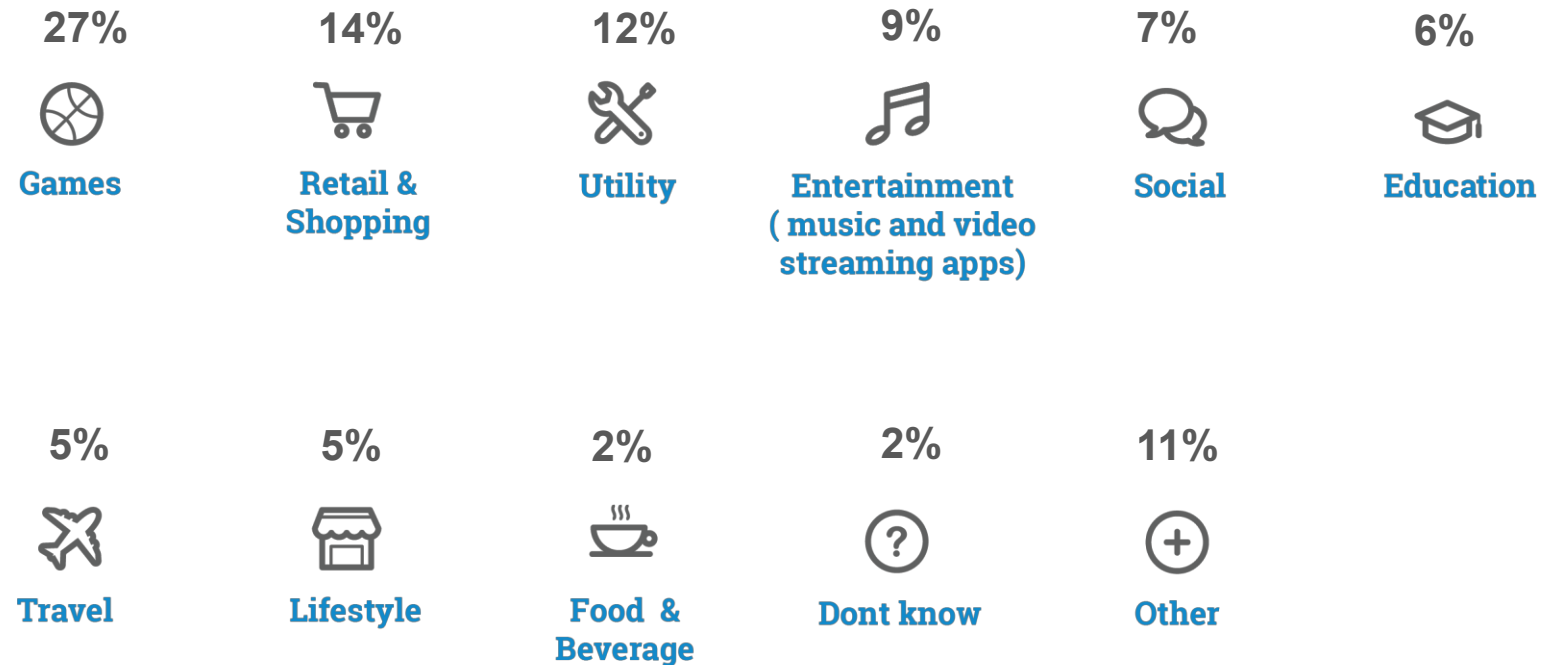 27%
14%
12%
9%
7%
6%
Games
Retail &
Shopping
Utility
Entertainment
( music and video
streaming apps)
Social
Education
5%
5%
2%
2%
11%
Travel
Lifestyle
Food &
Beverage
Dont know
Other